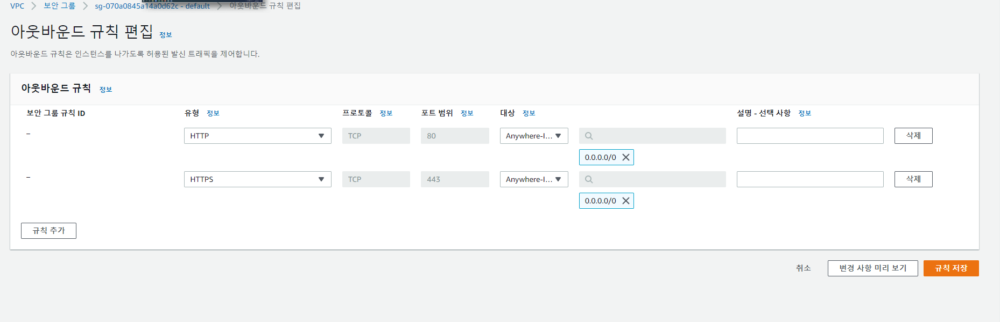 VPC > 보안 그룹 > sg-070a0845a14a0d62c - default > 아웃바운드 규칙 편집
아웃바운드 규칙 편집 정보
아웃바운드 규칙은 인스턴스를 나가도록 허용된 발신 트래픽을 제어합니다.
아웃바운드 규칙 정보
보안 그룹 규칙 ID 유형 정보 프로토콜 정보 포트 범위 정보 대상 정보 설명 - 선택 사항 정보
– HTTP TCP 80 Anywhere-I... 삭제
0.0.0.0/0
– HTTPS TCP 443 Anywhere-I... 삭제
0.0.0.0/0
규칙 추가
취소 변경 사항 미리 보기 규칙 저장